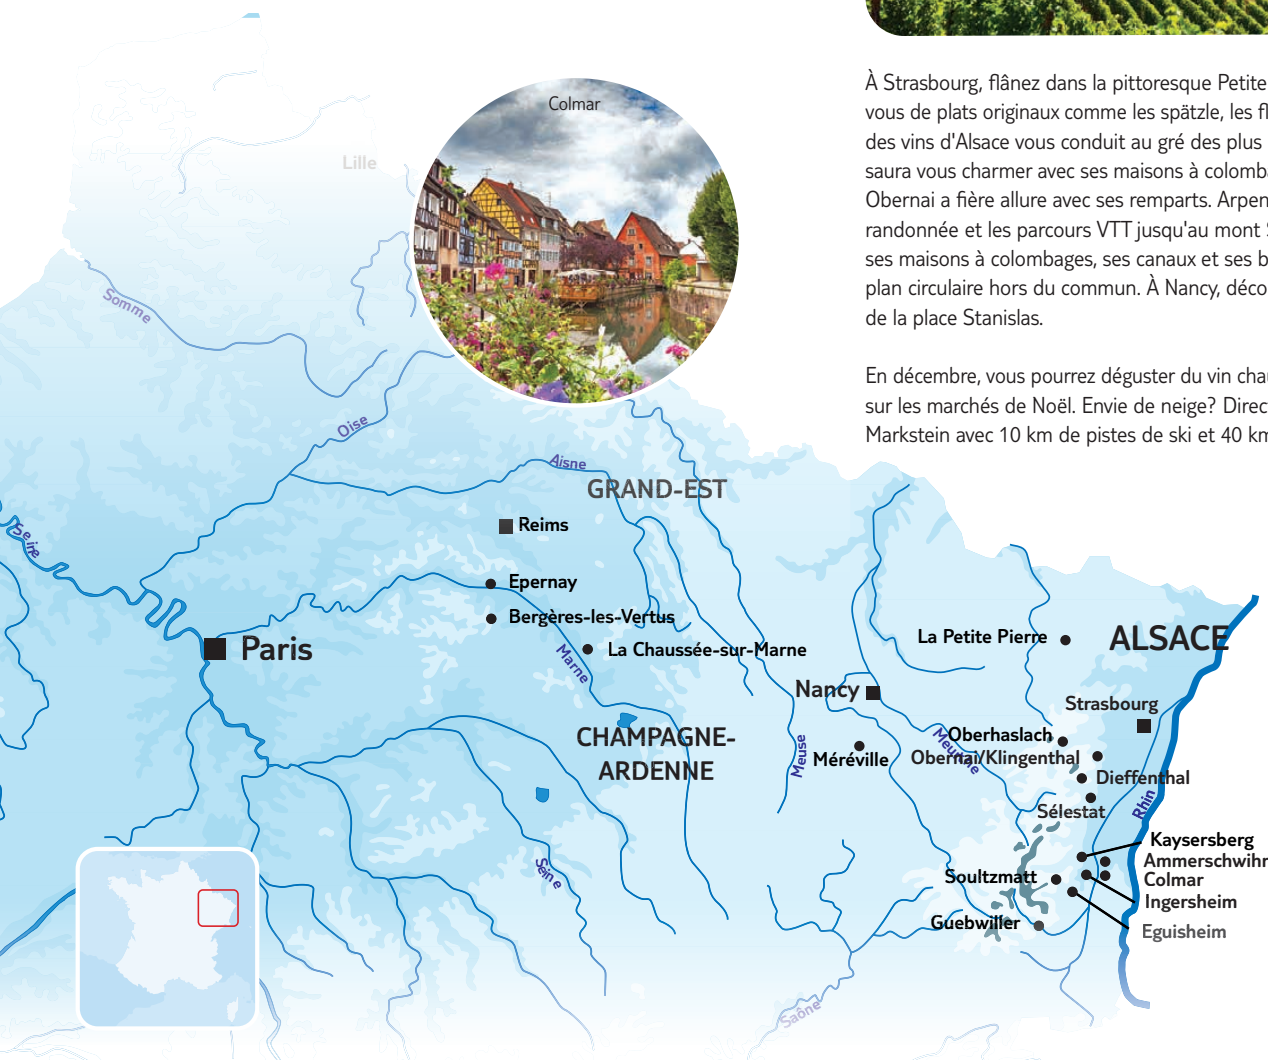 À Strasbourg, flânez dans la pittoresque Petite
vous de plats originaux comme les spätzle, les
des vins d'Alsace vous conduit au gré des plus
saura vous charmer avec ses maisons à
Obernai a fière allure avec ses remparts.
randonnée et les parcours VTT jusqu'au mont
ses maisons à colombages, ses canaux et ses
plan circulaire hors du commun. À Nancy,
de la place Stanislas.
En décembre, vous pourrez déguster du vin
sur les marchés de Noël. Envie de neige?
Markstein avec 10 km de pistes de ski et 40 km
Colmar
Lille
Somme
Oise
Aisne
GRAND-EST
Reims
Seine
Epernay
Bergères-les-Vertus
La Chaussée-sur-Marne
Marne
Paris
La Petite Pierre
ALSACE
Nancy
Strasbourg
CHAMPAGNE-
ARDENNE
Meuse
Méréville
Meurthe
Oberhaslach
Obernai/Klingenthal
Dieffenthal
Sélestat
Rhin
Seine
Kaysersberg
Ammerschwihr
Colmar
Soultzmatt
Ingersheim
Guebwiller
Eguisheim
Saône